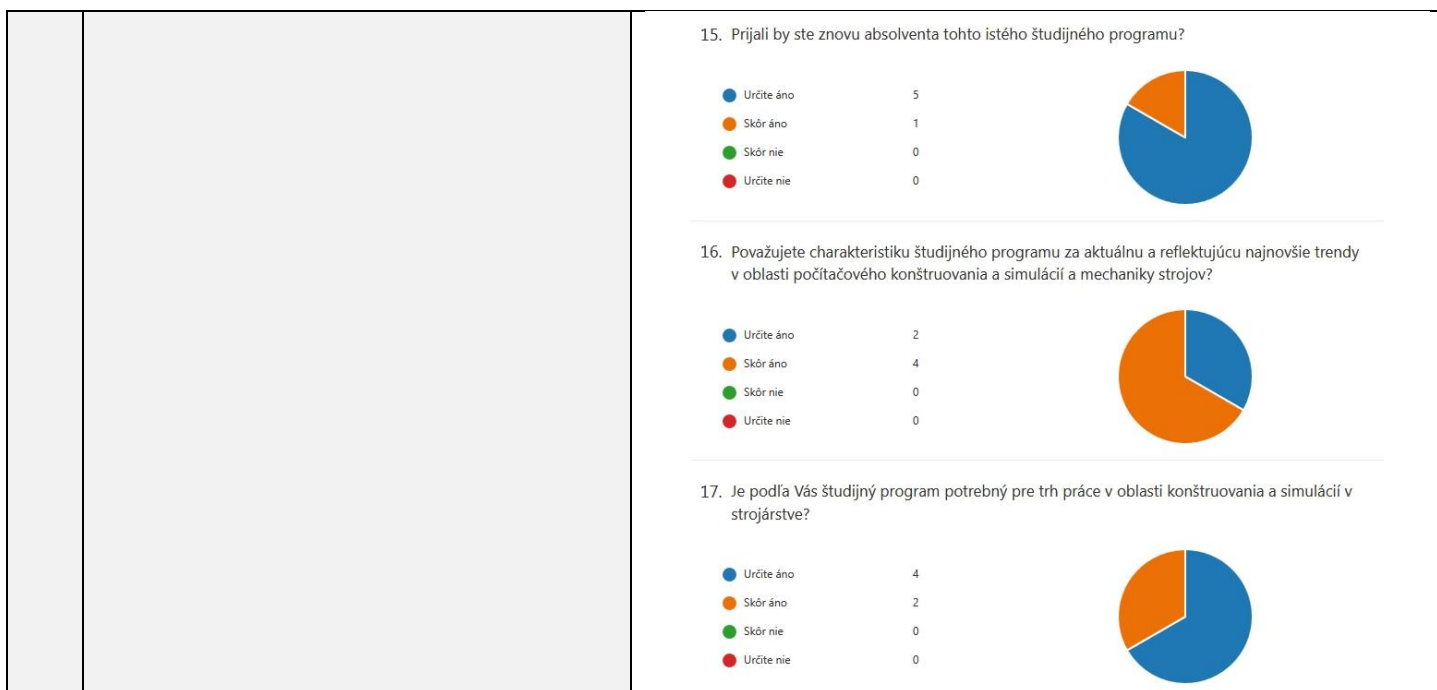 15. Prijali by ste znovu absolventa tohto istého študijného programu?
Určite áno 5
Skôr áno 1
Skôr nie 0
Určite nie 0
16. Považujete charakteristiku študijného programu za aktuálnu a reflektujúcu najnovšie trendy
v oblasti počítačového konštruovania a simulácií a mechaniky strojov?
Určite áno 2
Skôr áno 4
Skôr nie 0
Určite nie 0
17. Je podľa Vás študijný program potrebný pre trh práce v oblasti konštruovania a simulácií v
strojárstve?
Určite áno 4
Skôr áno 2
Skôr nie 0
Určite nie 0